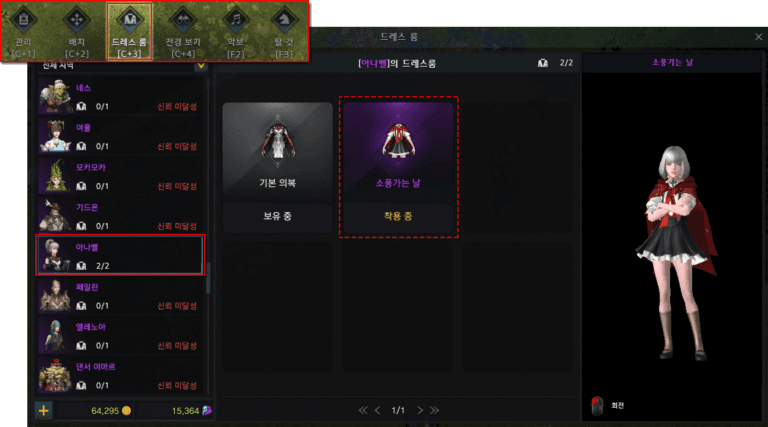 관리
[C+1]
배치
[C+2]
드레스 룸
[C+3]
전경 보기
[C+4]
악보
[F2]
탈 것
[F3]
드레스 룸
전체 지역
네스
0/1 신뢰 미달성
여울
0/1 신뢰 미달성
모카모카
0/1 신뢰 미달성
기드온
0/1 신뢰 미달성
아나벨
2/2
페일린
0/1 신뢰 미달성
엘레노아
0/1 신뢰 미달성
댄서 이마르
0/1 신뢰 미달성
64,295 15,364
[아나벨]의 드레스룸 2/2
기본 의복
보유 중
소풍가는 날
착용 중
1/1
소풍가는 날
회전